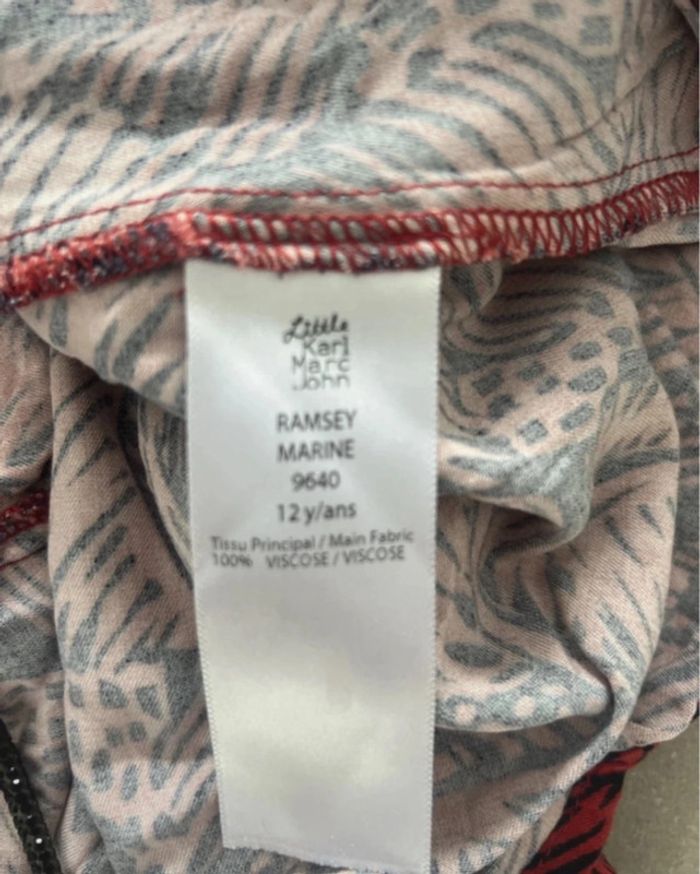 Little
Karl
Marc
John
RAMSEY
MARINE
9640
12 y/ans
Tissu Principal / Main Fabric
100% VISCOSE / VISCOSE